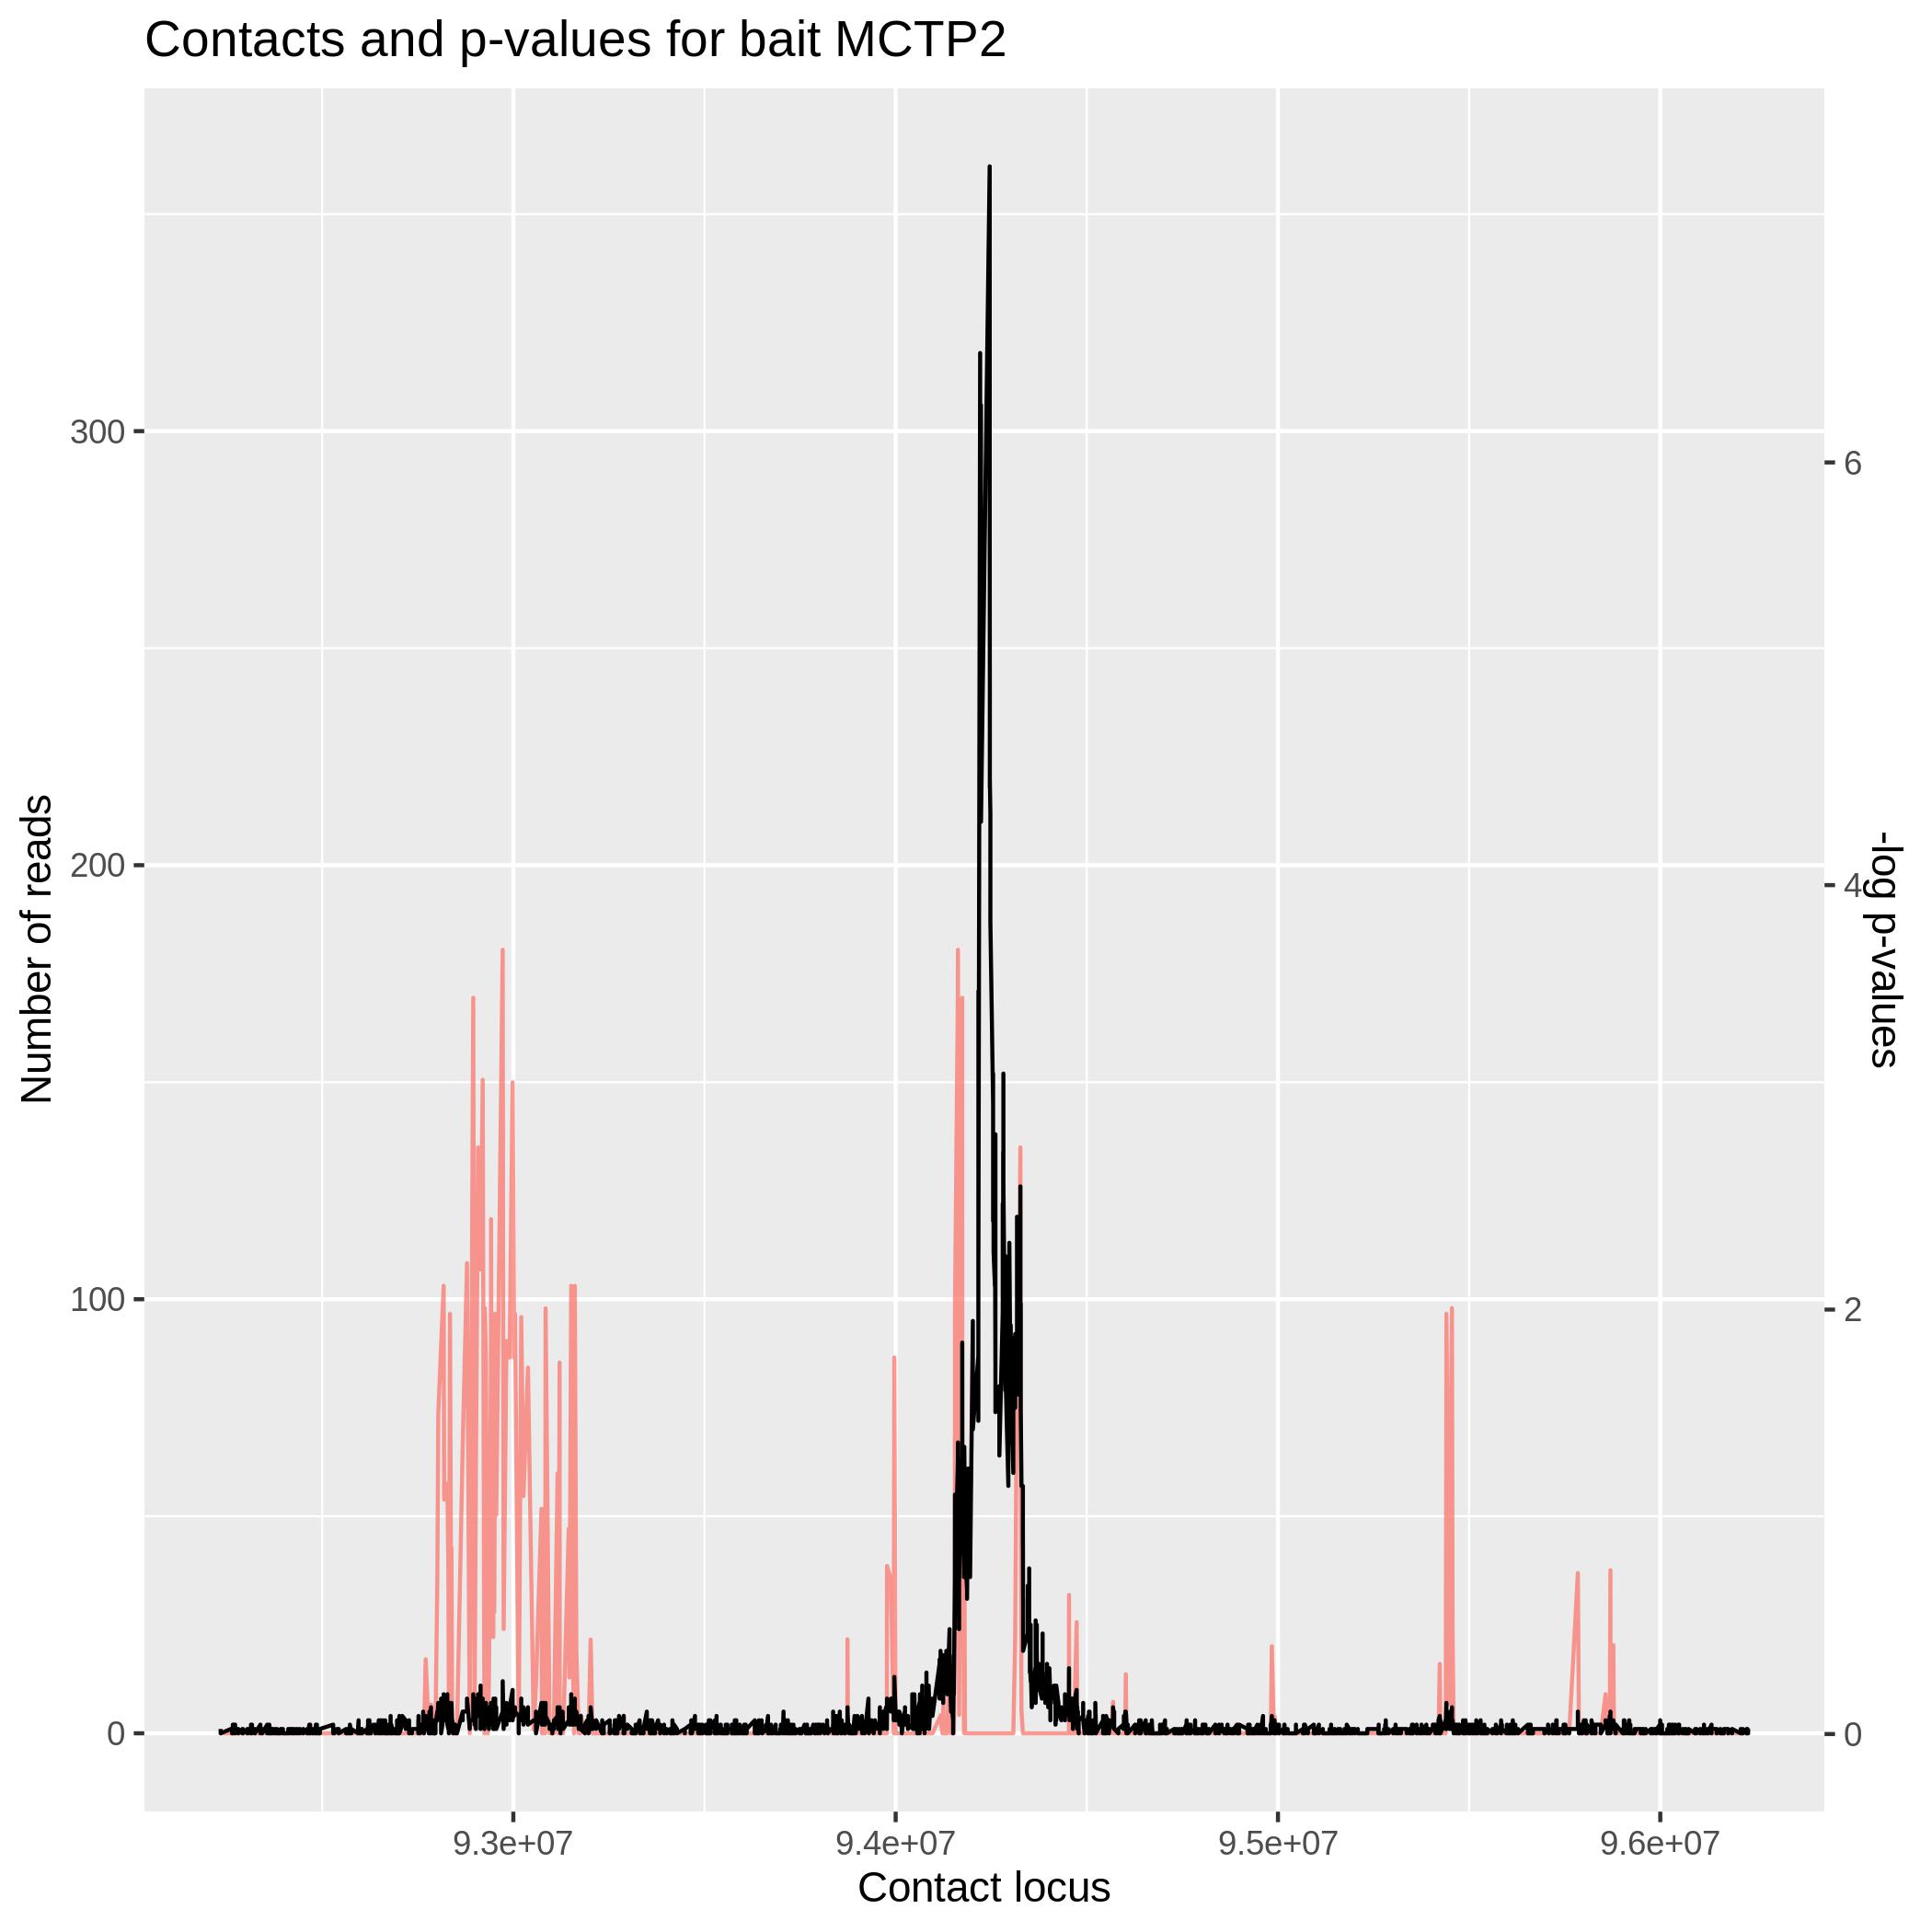 Contacts and p-values for bait MCTP2
Number of reads
300
200
100
0
6
4
2
0
-log p-values
9.3e+07
9.4e+07
9.5e+07
9.6e+07
Contact locus